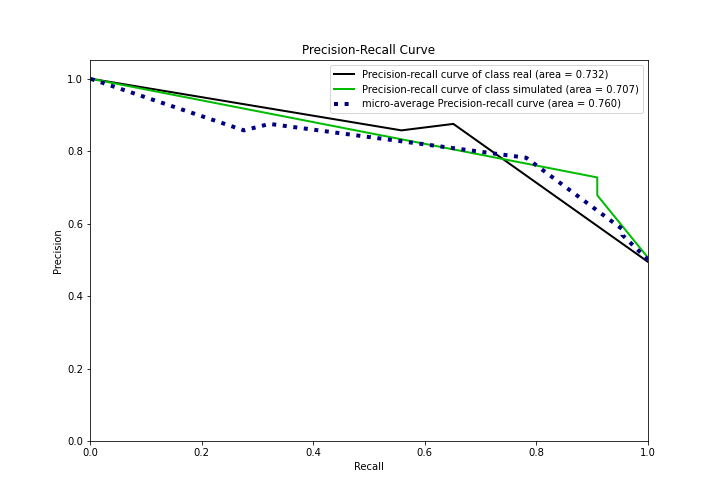 Precision-Recall Curve
Precision-recall curve of class real (area = 0.732)
Precision-recall curve of class simulated (area = 0.707)
micro-average Precision-recall curve (area = 0.760)
1.0
0.8
0.6
0.4
0.2
0.0
Precision
0.0 0.2 0.4 0.6 0.8 1.0
Recall